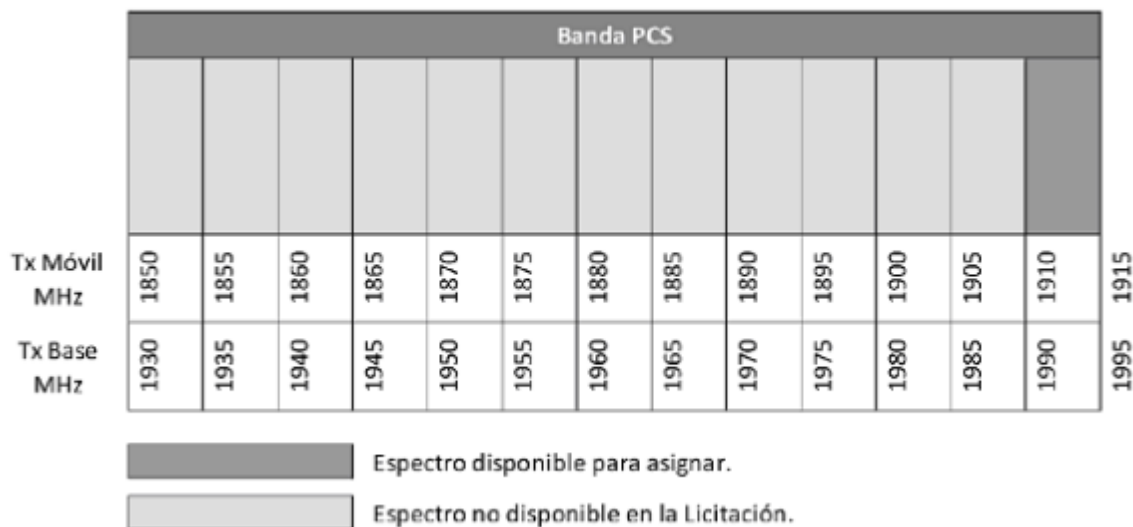 Banda PCS
Tx Móvil MHz 1850 1855 1860 1865 1870 1875 1880 1885 1890 1895 1900 1905 1910 1915
Tx Base MHz 1930 1935 1940 1945 1950 1955 1960 1965 1970 1975 1980 1985 1990 1995
Espectro disponible para asignar.
Espectro no disponible en la Licitación.